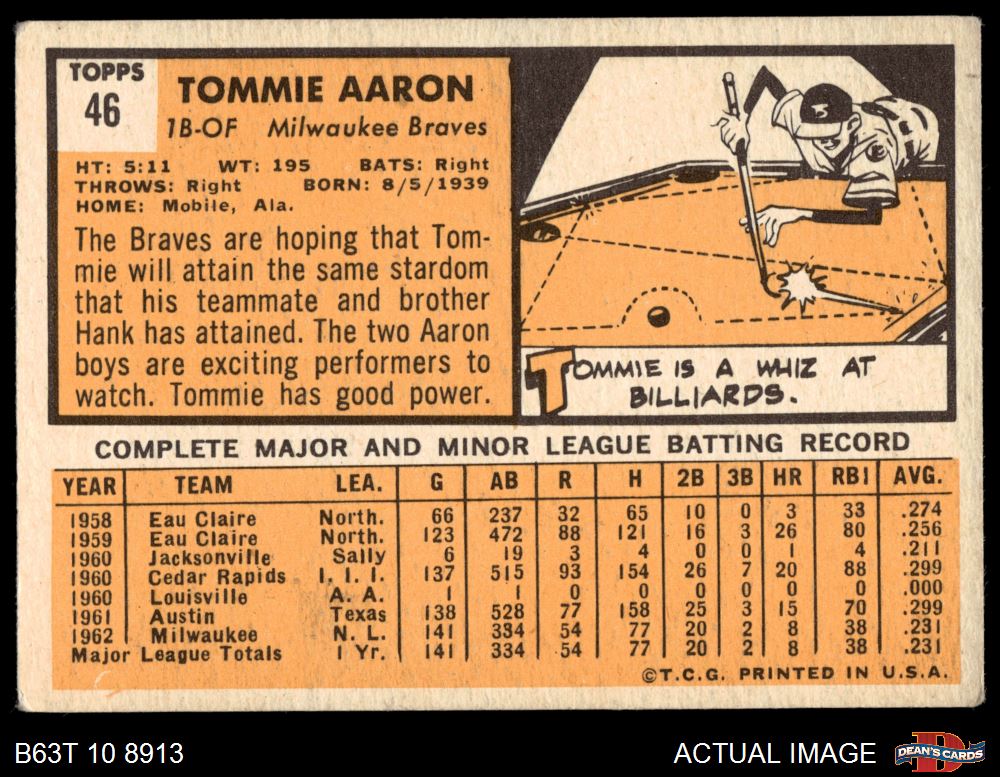 TOPPS
46
TOMMIE AARON
1B-OF Milwaukee Braves
HT: 5:11 WT: 195 BATS: Right
THROWS: Right BORN: 8/5/1939
HOME: Mobile, Ala.
The Braves are hoping that Tom-
mie will attain the same stardom
that his teammate and brother
Hank has attained. The two Aaron
boys are exciting performers to
watch. Tommie has good power.
TOMMIE IS A WHIZ AT
BILLIARDS.
COMPLETE MAJOR AND MINOR LEAGUE BATTING RECORD
YEAR TEAM LEA. G AB R H 2B 3B HR RBI AVG.
1958 Eau Claire North. 66 237 32 65 10 0 3 33 .274
1959 Eau Claire North. 123 472 88 121 16 3 26 80 .256
1960 Jacksonville Sally 6 19 3 4 0 0 1 4 .211
1960 Cedar Rapids I. I. I. 137 515 93 154 26 7 20 88 .299
1960 Louisville A. A. 1 1 0 0 0 0 0 0 .000
1961 Austin Texas 138 528 77 158 25 3 15 70 .299
1962 Milwaukee N. L. 141 334 54 77 20 2 8 38 .231
Major League Totals 1 Yr. 141 334 54 77 20 2 8 38 .231
©T.C.G. PRINTED IN U.S.A.
B63T 10 8913 ACTUAL IMAGE DEAN'S CARDS